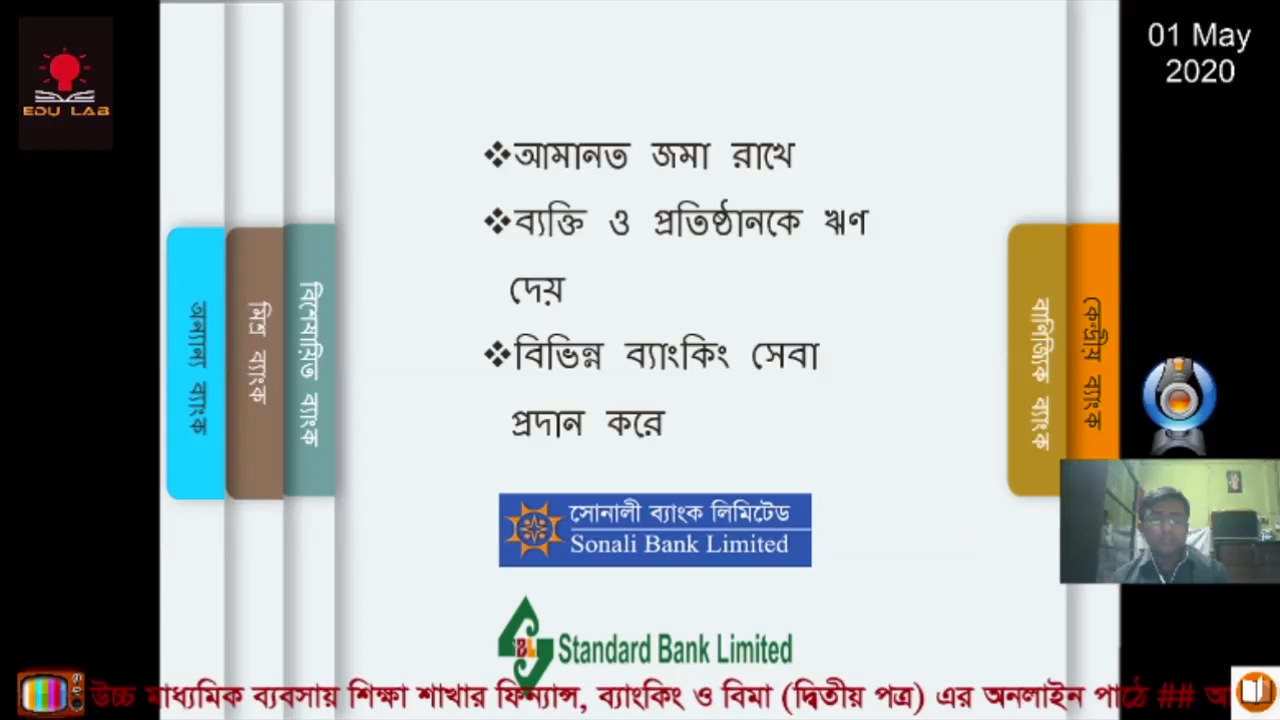 EDU LAB
01 May
2020
❖আমানত জমা রাখে
❖ব্যক্তি ও প্রতিষ্ঠানকে ঋণ
দেয়
❖বিভিন্ন ব্যাংকিং সেবা
প্রদান করে
অন্যান্য ব্যাংক
মিশ্র ব্যাংক
বিশেষায়িত ব্যাংক
বানিজ্যিক ব্যাংক
কেন্দ্রীয় ব্যাংক
সোনালী ব্যাংক লিমিটেড
Sonali Bank Limited
SBL
Standard Bank Limited
উচ্চ মাধ্যমিক ব্যবসায় শিক্ষা শাখার ফিন্যান্স, ব্যাংকিং ও বিমা (দ্বিতীয় পত্র) এর অনলাইন পাঠে ##